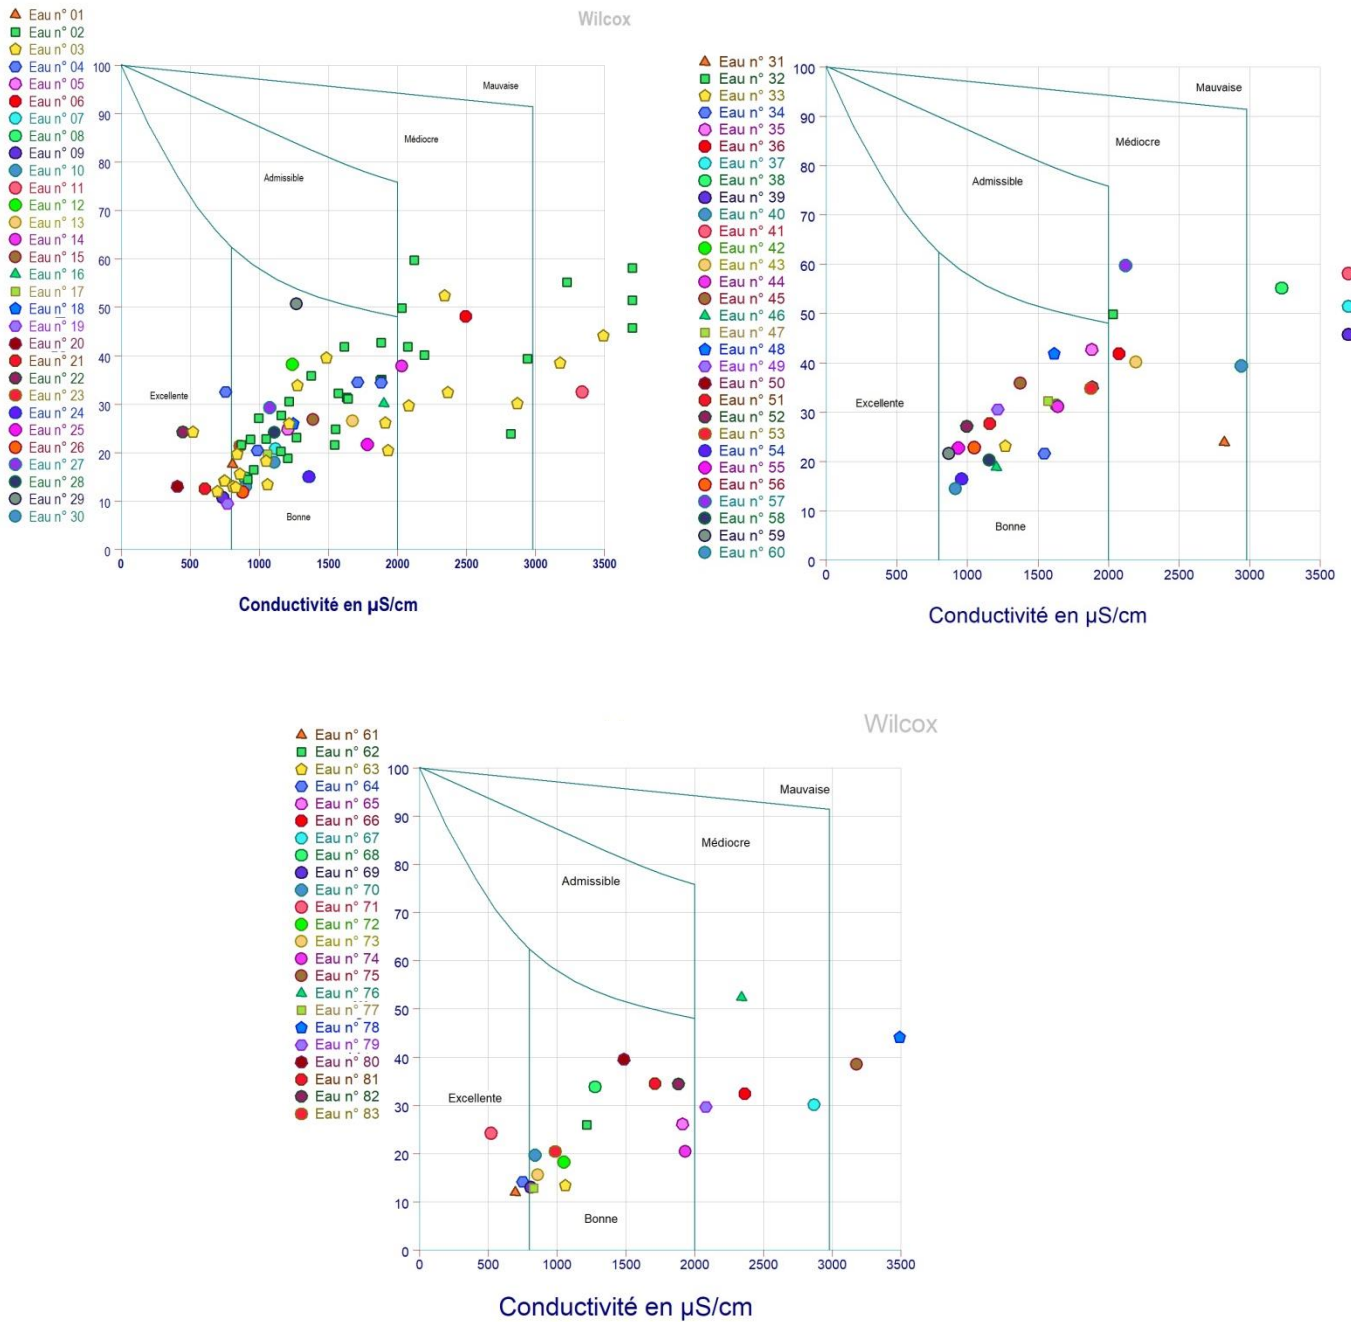 Wilcox
Eau n° 01
Eau n° 02
Eau n° 03
Eau n° 04
Eau n° 05
Eau n° 06
Eau n° 07
Eau n° 08
Eau n° 09
Eau n° 10
Eau n° 11
Eau n° 12
Eau n° 13
Eau n° 14
Eau n° 15
Eau n° 16
Eau n° 17
Eau n° 18
Eau n° 19
Eau n° 20
Eau n° 21
Eau n° 22
Eau n° 23
Eau n° 24
Eau n° 25
Eau n° 26
Eau n° 27
Eau n° 28
Eau n° 29
Eau n° 30
100
90
80
70
60
50
40
30
20
10
0
Mauvaise
Médiocre
Admissible
Excellente
Bonne
0 500 1000 1500 2000 2500 3000 3500
Conductivité en µS/cm
Eau n° 31
Eau n° 32
Eau n° 33
Eau n° 34
Eau n° 35
Eau n° 36
Eau n° 37
Eau n° 38
Eau n° 39
Eau n° 40
Eau n° 41
Eau n° 42
Eau n° 43
Eau n° 44
Eau n° 45
Eau n° 46
Eau n° 47
Eau n° 48
Eau n° 49
Eau n° 50
Eau n° 51
Eau n° 52
Eau n° 53
Eau n° 54
Eau n° 55
Eau n° 56
Eau n° 57
Eau n° 58
Eau n° 59
Eau n° 60
100
90
80
70
60
50
40
30
20
10
0
Mauvaise
Médiocre
Admissible
Excellente
Bonne
0 500 1000 1500 2000 2500 3000 3500
Conductivité en µS/cm
Wilcox
Eau n° 61
Eau n° 62
Eau n° 63
Eau n° 64
Eau n° 65
Eau n° 66
Eau n° 67
Eau n° 68
Eau n° 69
Eau n° 70
Eau n° 71
Eau n° 72
Eau n° 73
Eau n° 74
Eau n° 75
Eau n° 76
Eau n° 77
Eau n° 78
Eau n° 79
Eau n° 80
Eau n° 81
Eau n° 82
Eau n° 83
100
90
80
70
60
50
40
30
20
10
0
Mauvaise
Médiocre
Admissible
Excellente
Bonne
0 500 1000 1500 2000 2500 3000 3500
Conductivité en µS/cm